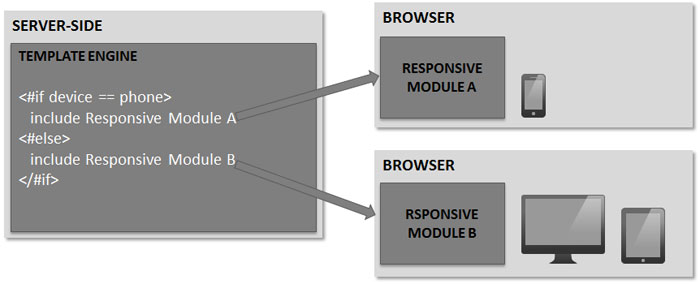 SERVER-SIDE
TEMPLATE ENGINE
<#if device == phone>
include Responsive Module A
<#else>
include Responsive Module B
</#if>
BROWSER
RESPONSIVE
MODULE A
BROWSER
RSPONSIVE
MODULE B